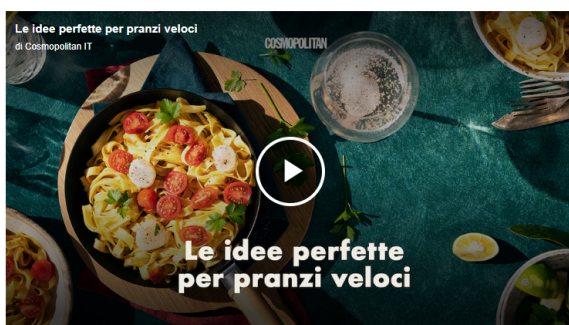 Le idee perfette per pranzi veloci
di Cosmopolitan IT
COSMOPOLITAN
Le idee perfette
per pranzi veloci